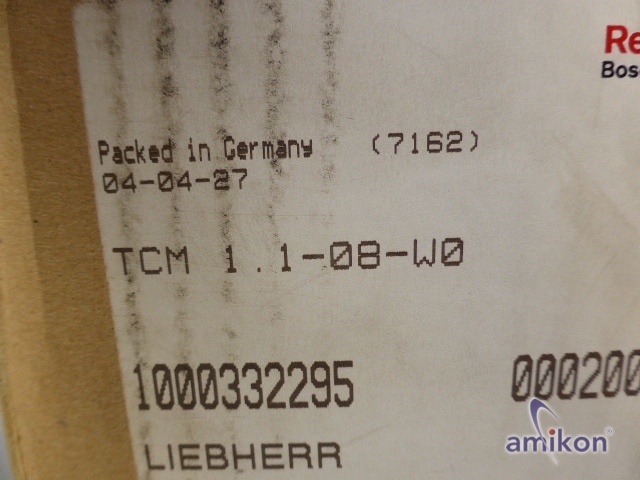 Re
Bos
Packed in Germany (7162)
04-04-27
TCM 1.1-08-W0
1000332295 000200
LIEBHERR
amikon